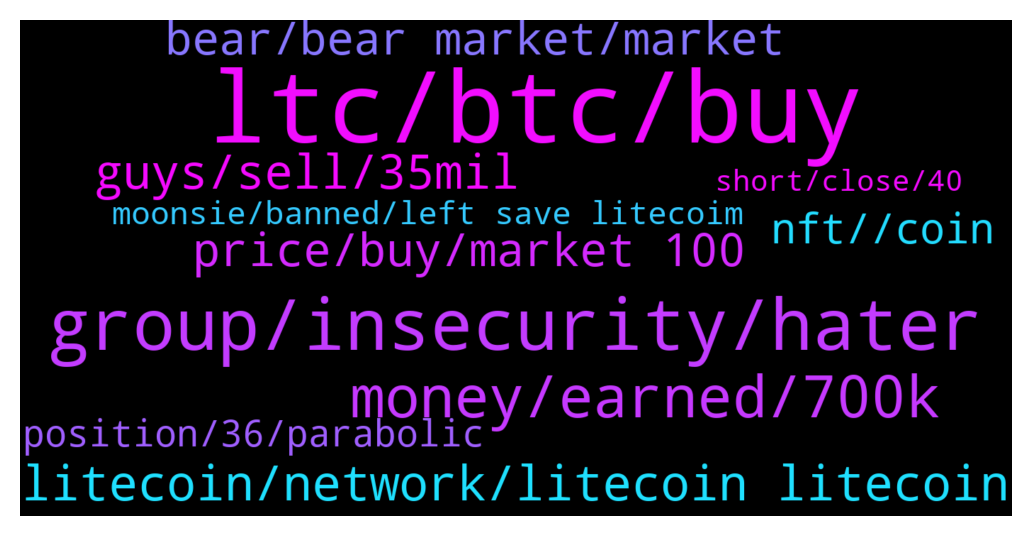 bear/bear market/market
ltc/btc/buy
guys/sell/35mil
short/close/40
moonsie/banned/left save litecoim
nft//coin
price/buy/market 100
group/insecurity/hater
money/earned/700k
position/36/parabolic
litecoin/network/litecoin litecoin